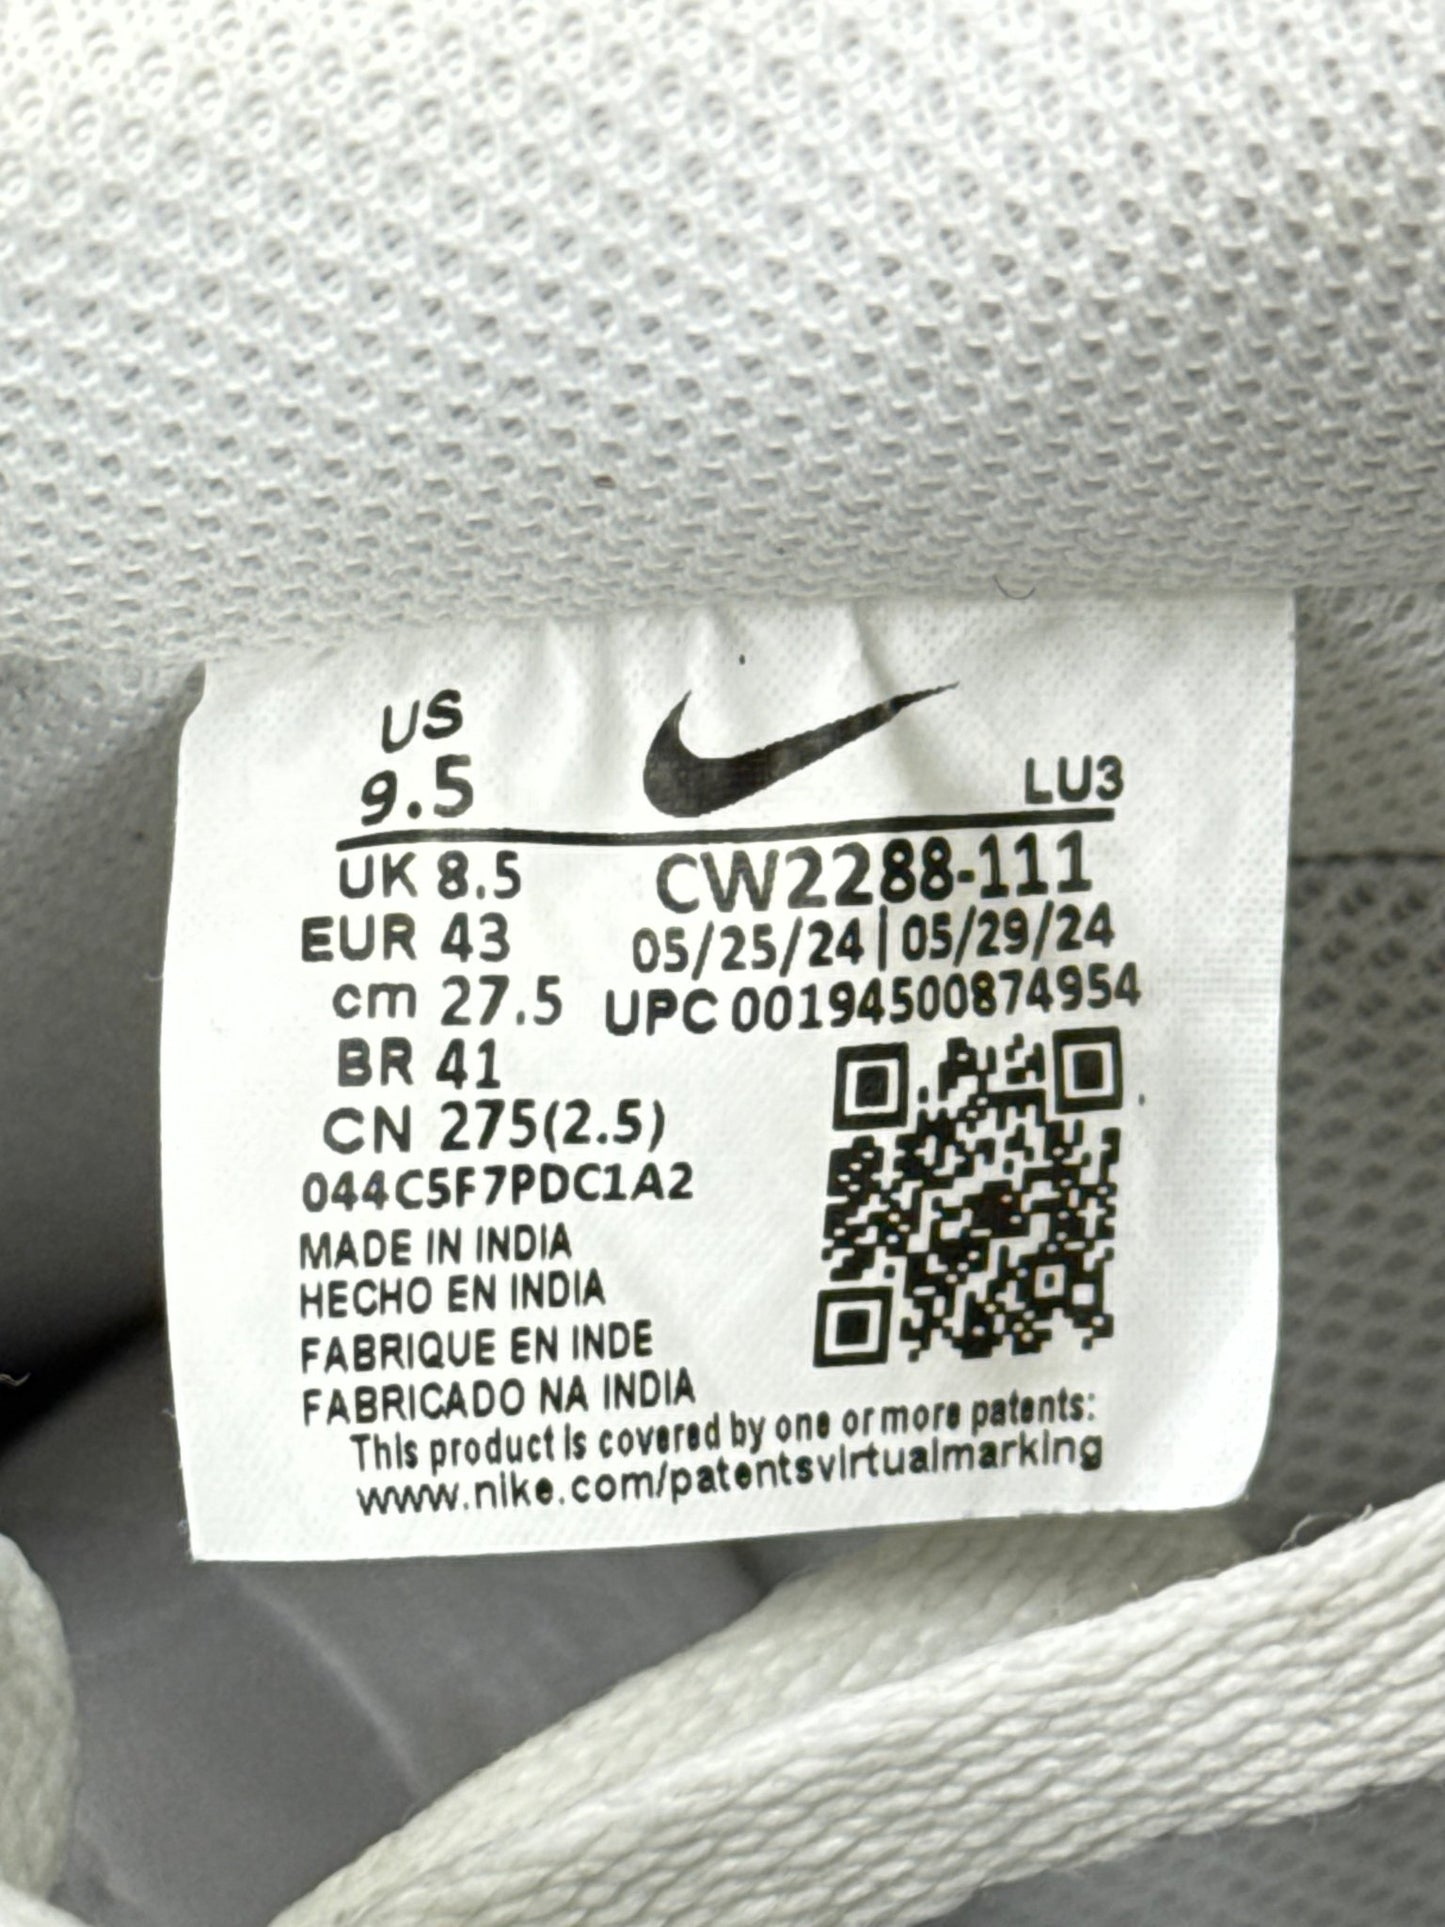 US
9.5
LU3
UK 8.5
CW2288-111
EUR 43
05/25/24 | 05/29/24
cm 27.5
UPC 00194500874954
BR 41
CN 275(2.5)
044C5F7PDC1A2
MADE IN INDIA
HECHO EN INDIA
FABRIQUE EN INDE
FABRICADO NA INDIA
This product is covered by one or more patents:
www.nike.com/patentsvirtualmarking